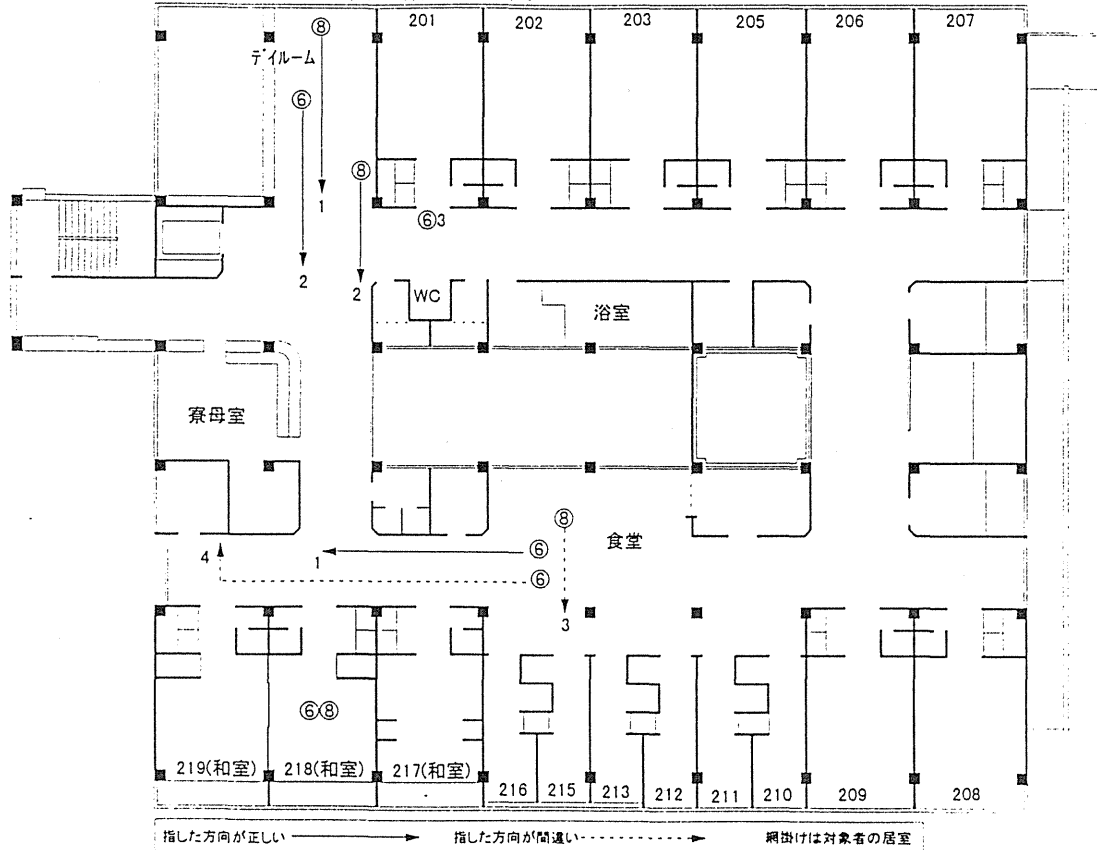 201 202 203 205 206 207
⑧
デイルーム
⑥
⑧
1
⑥3
2
2
WC
浴室
寮母室
⑧
食堂
⑥
4
1
⑥
3
⑥⑧
219(和室) 218(和室) 217(和室)
216 215 213 212 211 210 209 208
指した方向が正しい 指した方向が間違い 網掛けは対象者の居室